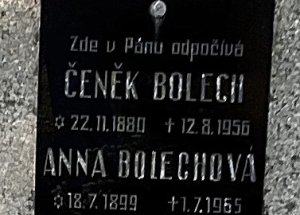 Zde v Pánu odpočívá
ČENĚK BOLECH
✡ 22.11.1880 + 12.8.1956
ANNA BOLECHOVÁ
✡ 18.7.1899 + 1.7.1965